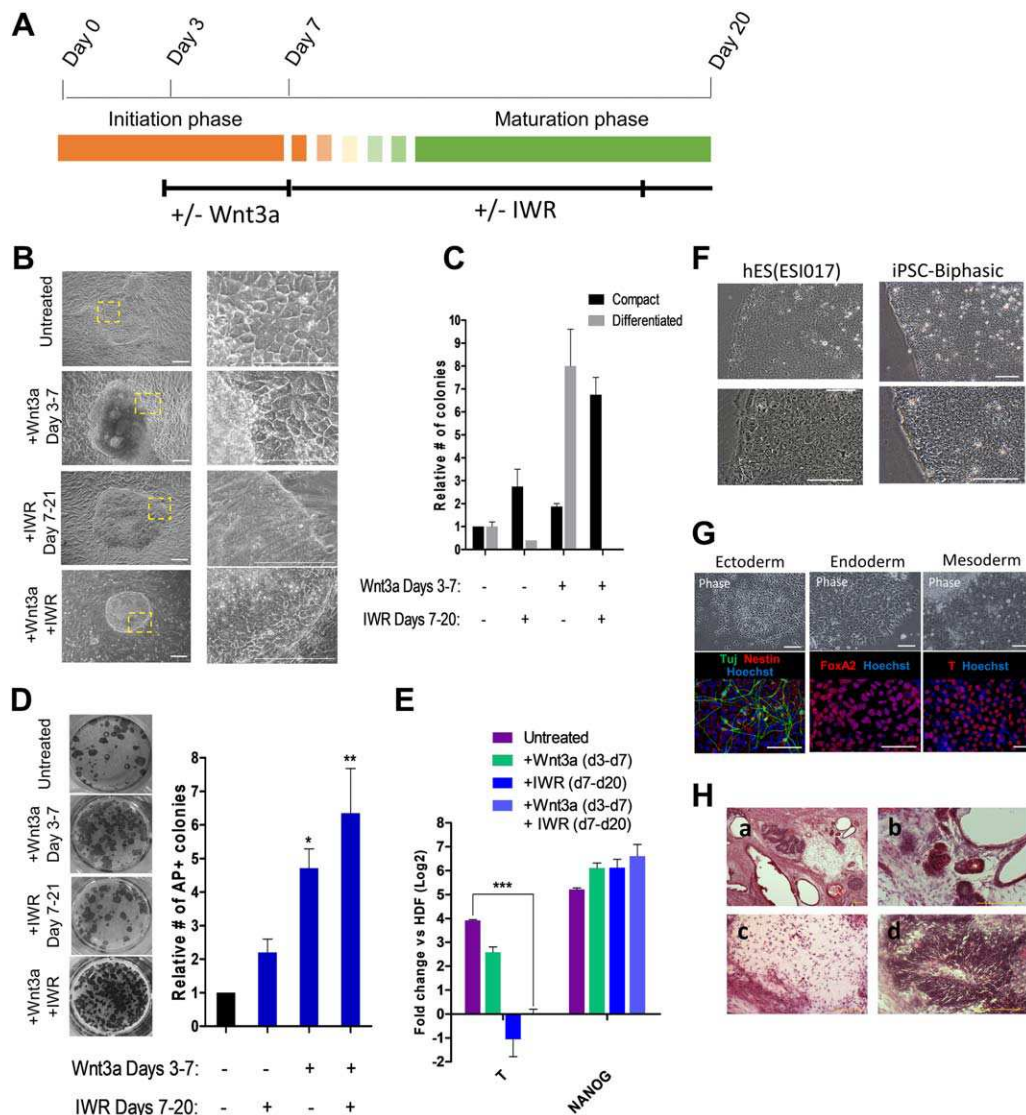 A
Day 0
Day 3
Day 7
Day 20
Initiation phase
Maturation phase
+/- Wnt3a
+/- IWR
B
Untreated
+Wnt3a
Day 3-7
+IWR
Day 7-21
+Wnt3a
+IWR
C
Compact
Differentiated
Relative # of colonies
10
9
8
7
6
5
4
3
2
1
0
Wnt3a Days 3-7: - - + +
IWR Days 7-20: - + - +
D
Untreated
+Wnt3a
Day 3-7
+IWR
Day 7-21
+Wnt3a
+IWR
Relative # of AP+ colonies
8
6
4
2
0
*
**
Wnt3a Days 3-7: - - + +
IWR Days 7-20: - + - +
E
Untreated
+Wnt3a (d3-d7)
+IWR (d7-d20)
+Wnt3a (d3-d7)
+ IWR (d7-d20)
Fold change vs HDF (Log2)
8
7
6
5
4
3
2
1
0
-1
-2
***
T
NANOG
F
hES(ESI017)
iPSC-Biphasic
G
Ectoderm
Endoderm
Mesoderm
Phase
Phase
Phase
Tuj Nestin
Hoechst
FoxA2 Hoechst
T Hoechst
H
a
b
c
d